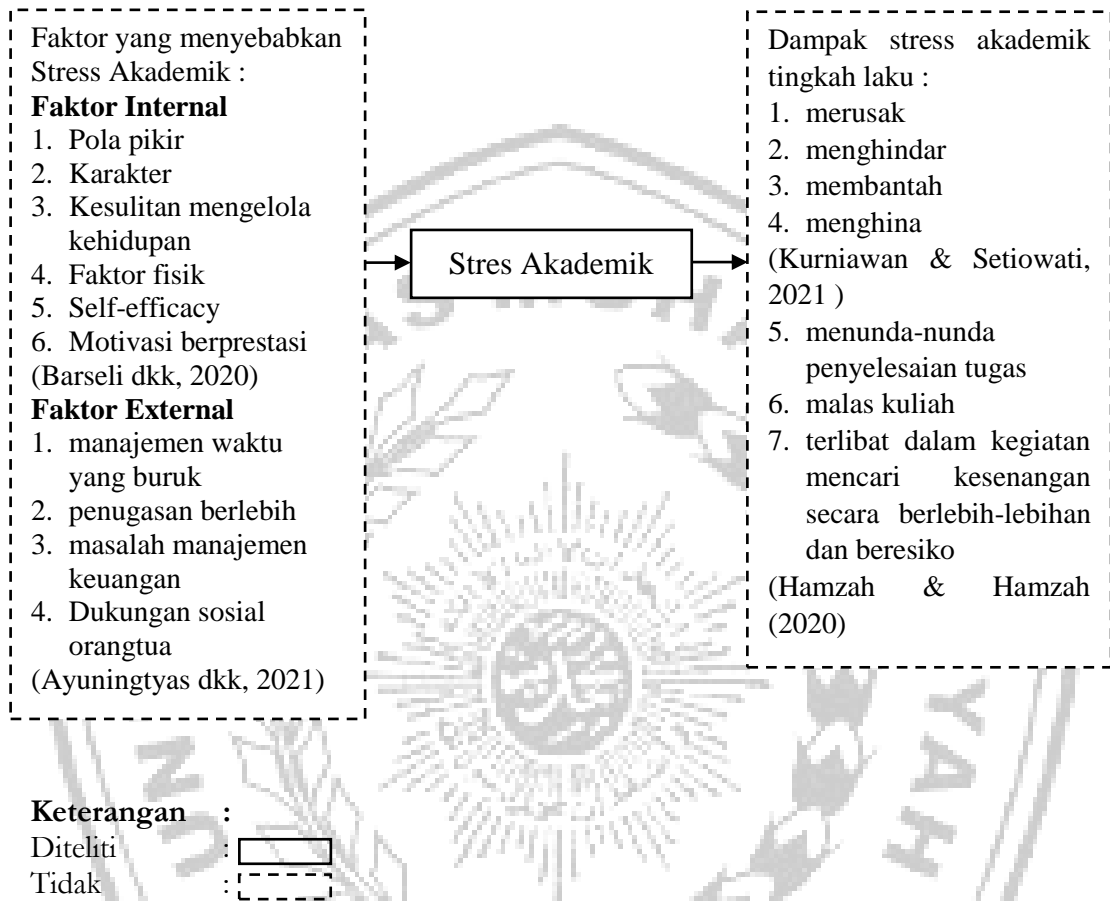 Faktor yang menyebabkan
Stress Akademik :
Faktor Internal
1. Pola pikir
2. Karakter
3. Kesulitan mengelola
kehidupan
4. Faktor fisik
5. Self-efficacy
6. Motivasi berprestasi
(Barseli dkk, 2020)
Faktor External
1. manajemen waktu
yang buruk
2. penugasan berlebih
3. masalah manajemen
keuangan
4. Dukungan sosial
orangtua
(Ayuningtyas dkk, 2021)
Stres Akademik
Dampak stress akademik
tingkah laku :
1. merusak
2. menghindar
3. membantah
4. menghina
(Kurniawan & Setiowati,
2021 )
5. menunda-nunda
penyelesaian tugas
6. malas kuliah
7. terlibat dalam kegiatan
mencari kesenangan
secara berlebih-lebihan
dan beresiko
(Hamzah & Hamzah
(2020)
Keterangan :
Diteliti :
Tidak :